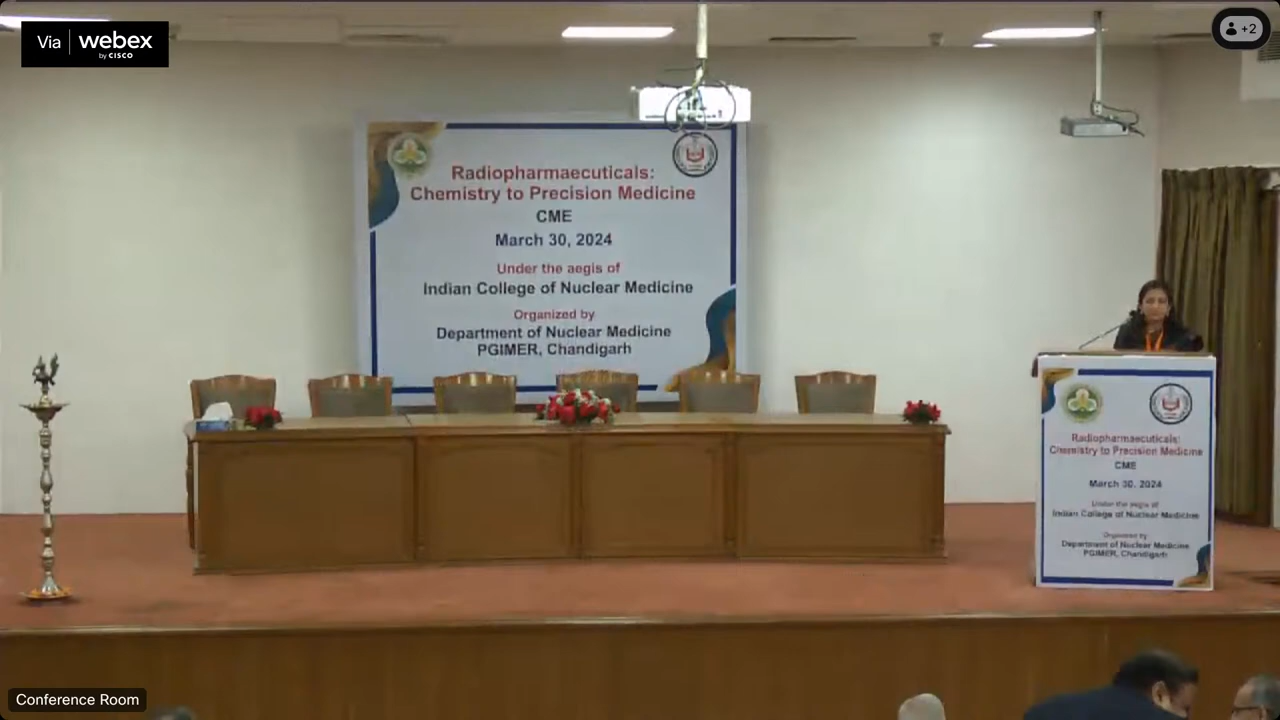 Via webex
by CISCO
+2
Radiopharmaecuticals:
Chemistry to Precision Medicine
CME
March 30, 2024
Under the aegis of
Indian College of Nuclear Medicine
Organized by
Department of Nuclear Medicine
PGIMER, Chandigarh
Radiopharmaecuticals:
Chemistry to Precision Medicine
CME
March 30, 2024
Under the aegis of
Indian College of Nuclear Medicine
Organized by
Department of Nuclear Medicine
PGIMER, Chandigarh
Conference Room